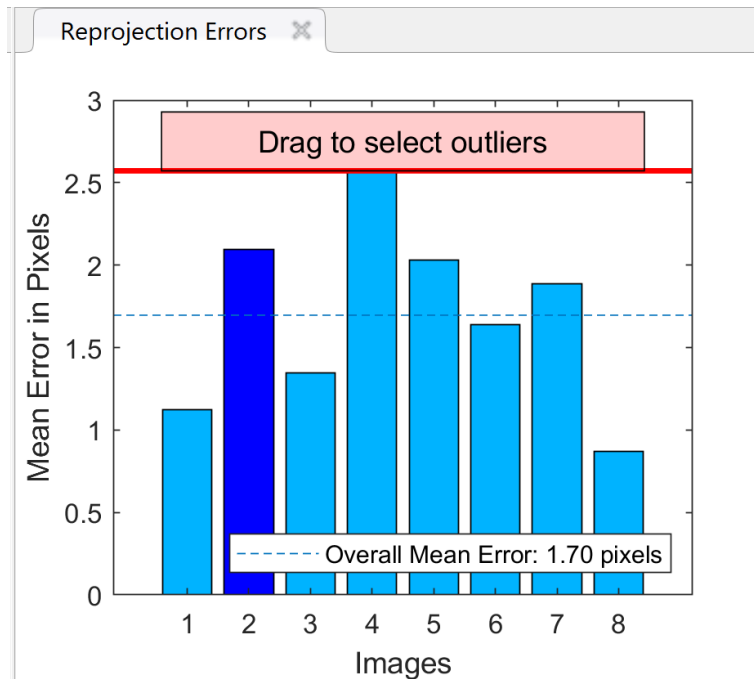 Reprojection Errors
3
Drag to select outliers
2.5
2
1.5
1
0.5
0
Mean Error in Pixels
Overall Mean Error: 1.70 pixels
1 2 3 4 5 6 7 8
Images